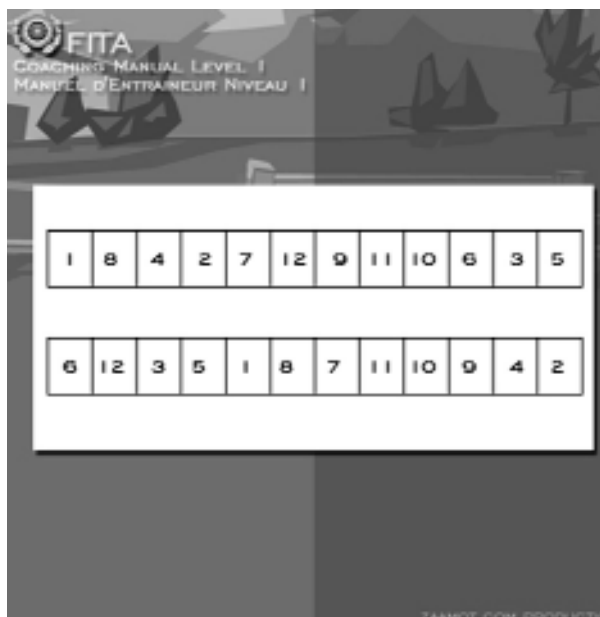 FITA
COACHING MANUAL LEVEL 1
MANUEL D'ENTRAINEUR NIVEAU 1
1 8 4 2 7 12 9 11 10 6 3 5
6 12 3 5 1 8 7 11 10 9 4 2